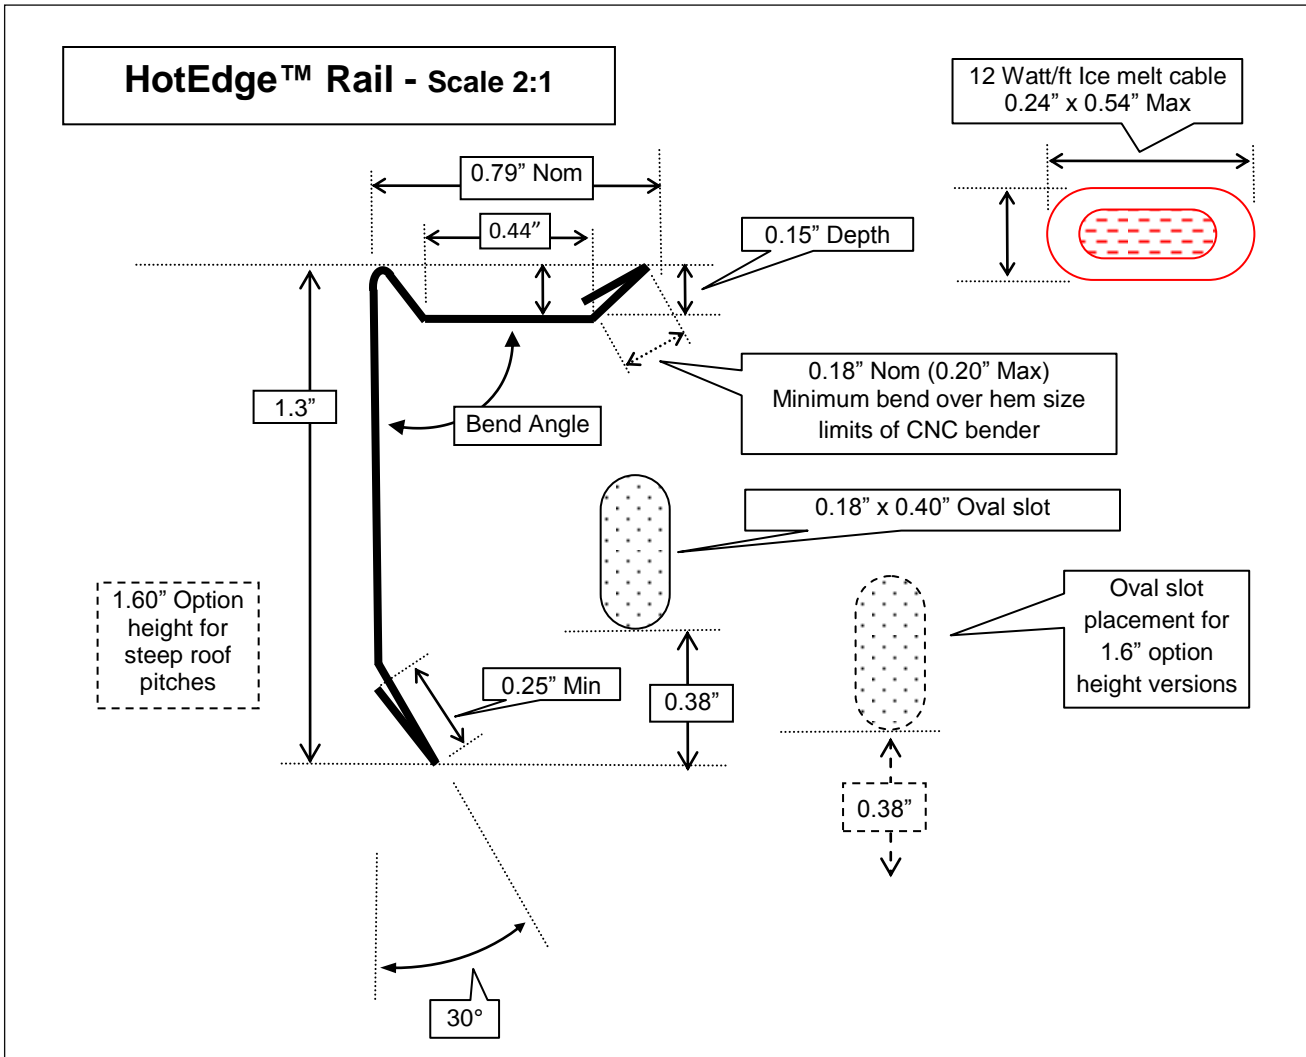 HotEdge™ Rail - Scale 2:1
12 Watt/ft Ice melt cable
0.24” x 0.54” Max
0.79” Nom
0.44”
0.15” Depth
1.3”
Bend Angle
0.18” Nom (0.20” Max)
Minimum bend over hem size
limits of CNC bender
0.18” x 0.40” Oval slot
1.60” Option
height for
steep roof
pitches
0.25” Min
0.38”
Oval slot
placement for
1.6” option
height versions
0.38”
30°